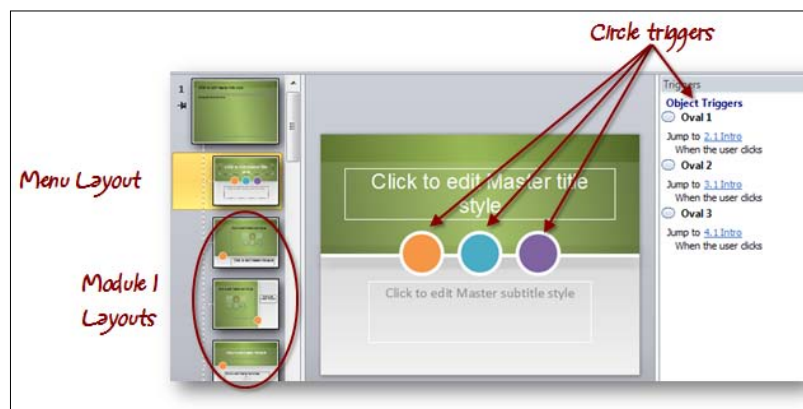 Circle triggers
Triggers
Object Triggers
Oval 1
Jump to 2.1 Intro
When the user clicks
Oval 2
Jump to 3.1 Intro
When the user clicks
Oval 3
Jump to 4.1 Intro
When the user clicks
1
Menu Layout
Module 1
Layouts
Click to edit Master title
style
Click to edit Master subtitle style